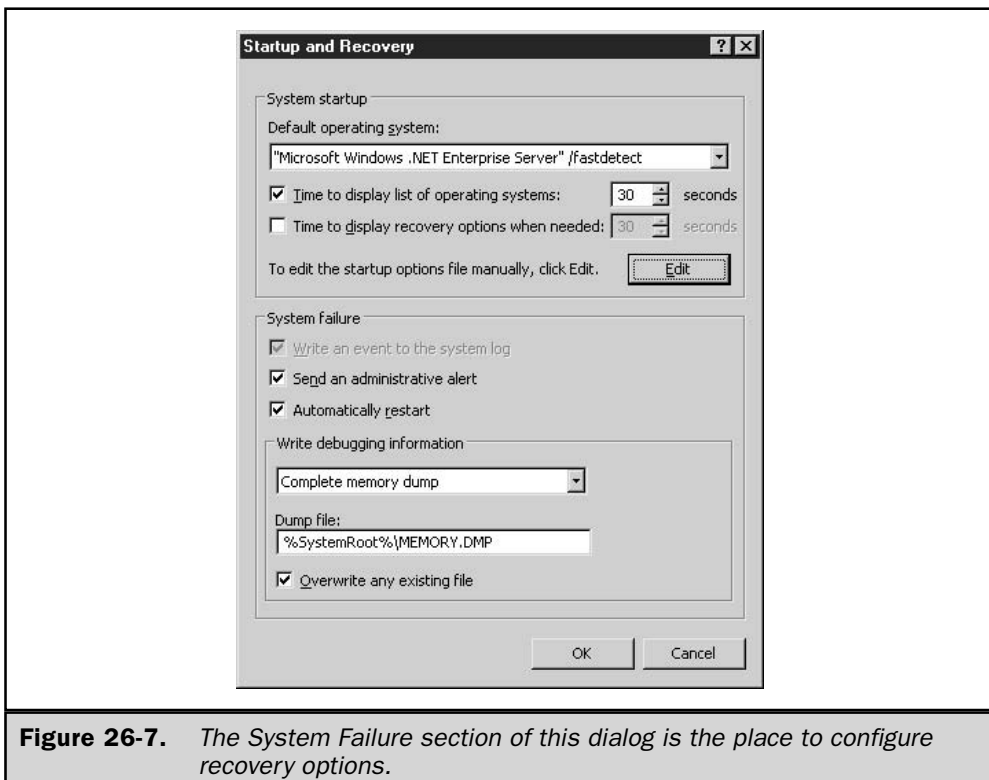 Startup and Recovery
System startup
Default operating system:
"Microsoft Windows .NET Enterprise Server" /fastdetect
Time to display list of operating systems: 30 seconds
Time to display recovery options when needed: 30 seconds
To edit the startup options file manually, click Edit. Edit
System failure
Write an event to the system log
Send an administrative alert
Automatically restart
Write debugging information
Complete memory dump
Dump file:
%SystemRoot%\MEMORY.DMP
Overwrite any existing file
OK Cancel
Figure 26-7. The System Failure section of this dialog is the place to configure
recovery options.